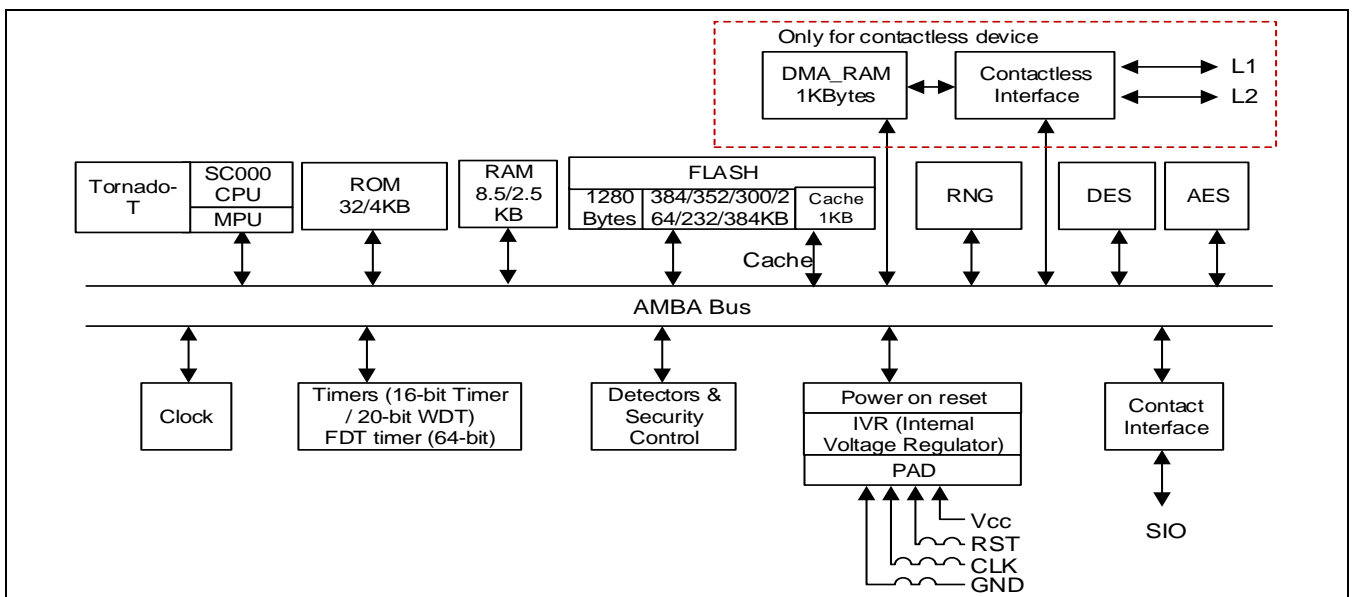 Only for contactless device
DMA_RAM
1KBytes
Contactless
Interface
L1
L2
Tornado-
T
SC000
CPU
MPU
ROM
32/4KB
RAM
8.5/2.5
KB
FLASH
1280
Bytes
384/352/300/2
64/232/384KB
Cache
1KB
RNG
DES
AES
Cache
AMBA Bus
Clock
Timers (16-bit Timer
/ 20-bit WDT)
FDT timer (64-bit)
Detectors &
Security
Control
Power on reset
IVR (Internal
Voltage Regulator)
PAD
Contact
Interface
Vcc
RST
CLK
GND
SIO